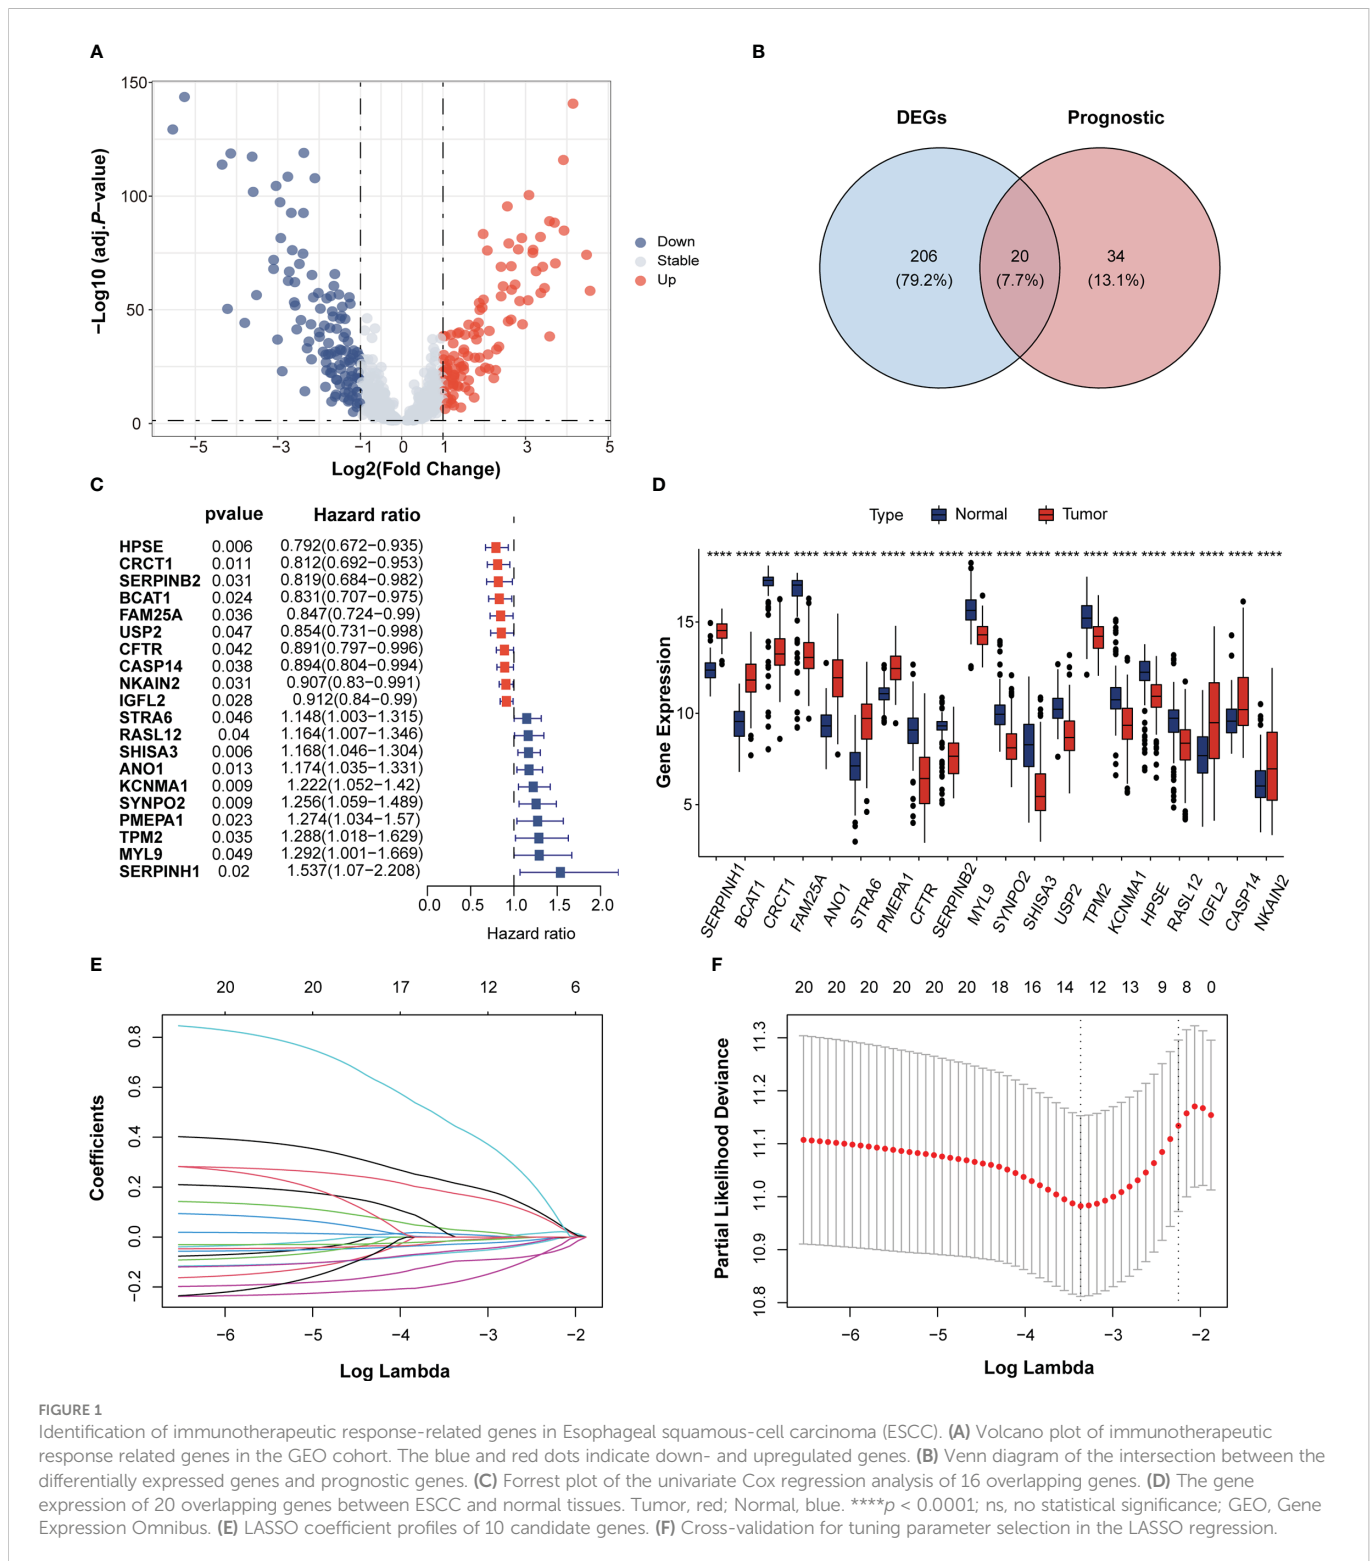 A
150
100
50
0
−Log10 (adj.P−value)
−5
−3
−1
0
1
3
5
Log2(Fold Change)
Down
Stable
Up
B
DEGs
Prognostic
206
(79.2%)
20
(7.7%)
34
(13.1%)
C
pvalue Hazard ratio
HPSE 0.006 0.792(0.672−0.935)
CRCT1 0.011 0.812(0.692−0.953)
SERPINB2 0.031 0.819(0.684−0.982)
BCAT1 0.024 0.831(0.707−0.975)
FAM25A 0.036 0.847(0.724−0.99)
USP2 0.047 0.854(0.731−0.998)
CFTR 0.042 0.891(0.797−0.996)
CASP14 0.038 0.894(0.804−0.994)
NKAIN2 0.031 0.907(0.83−0.991)
IGFL2 0.028 0.912(0.84−0.99)
STRA6 0.046 1.148(1.003−1.315)
RASL12 0.04 1.164(1.007−1.346)
SHISA3 0.006 1.168(1.046−1.304)
ANO1 0.013 1.174(1.035−1.331)
KCNMA1 0.009 1.222(1.052−1.42)
SYNPO2 0.009 1.256(1.059−1.489)
PMEPA1 0.023 1.274(1.034−1.57)
TPM2 0.035 1.288(1.018−1.629)
MYL9 0.049 1.292(1.001−1.669)
SERPINH1 0.02 1.537(1.07−2.208)
0.0 0.5 1.0 1.5 2.0
Hazard ratio
D
Type Normal Tumor
**** **** **** **** **** **** **** **** **** **** **** **** **** **** **** **** **** **** **** ****
15
10
5
Gene Expression
SERPINH1
BCAT1
CRCT1
FAM25A
ANO1
STRA6
PMEPA1
CFTR
SERPINB2
MYL9
SYNPO2
SHISA3
USP2
TPM2
KCNMA1
HPSE
RASL12
IGFL2
CASP14
NKAIN2
E
20 20 17 12 6
0.8
0.6
0.4
0.2
0.0
−0.2
Coefficients
−6 −5 −4 −3 −2
Log Lambda
F
20 20 20 20 20 20 18 16 14 12 13 9 8 0
11.3
11.2
11.1
11.0
10.9
10.8
Partial Likelihood Deviance
−6 −5 −4 −3 −2
Log Lambda
FIGURE 1
Identification of immunotherapeutic response-related genes in Esophageal squamous-cell carcinoma (ESCC). (A) Volcano plot of immunotherapeutic
response related genes in the GEO cohort. The blue and red dots indicate down- and upregulated genes. (B) Venn diagram of the intersection between the
differentially expressed genes and prognostic genes. (C) Forrest plot of the univariate Cox regression analysis of 16 overlapping genes. (D) The gene
expression of 20 overlapping genes between ESCC and normal tissues. Tumor, red; Normal, blue. ****p < 0.0001; ns, no statistical significance; GEO, Gene
Expression Omnibus. (E) LASSO coefficient profiles of 10 candidate genes. (F) Cross-validation for tuning parameter selection in the LASSO regression.